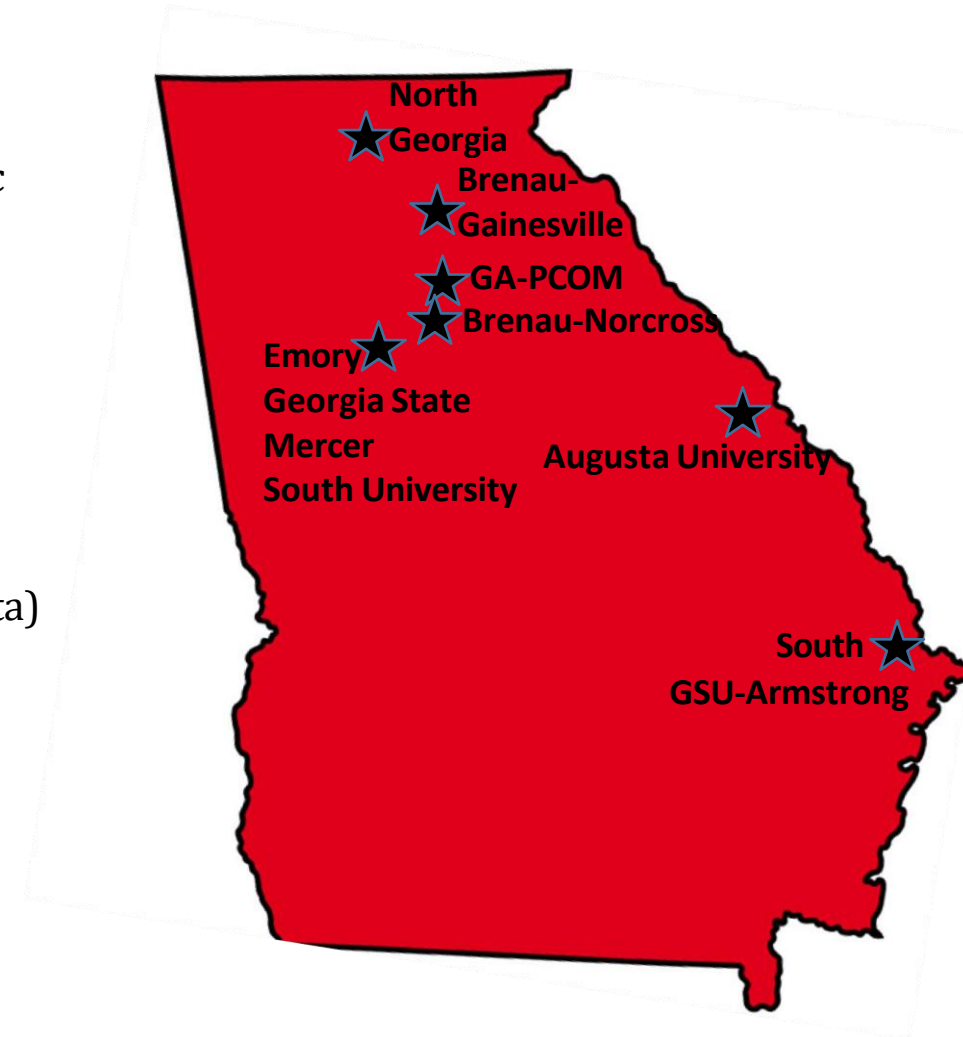 North
Georgia
c
Brenau-
Gainesville
GA-PCOM
Brenau-Norcross
Emory
Georgia State
Mercer
Augusta University
South University
ta)
South
GSU-Armstrong